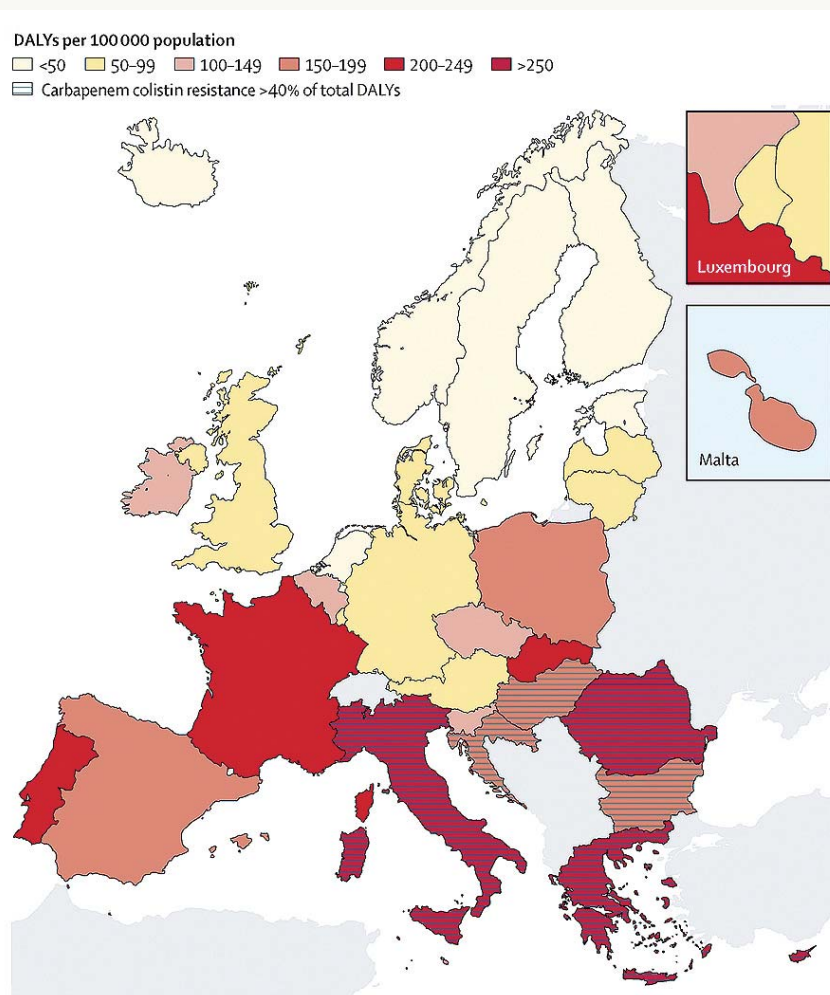 DALYs per 100 000 population
<50 50–99 100–149 150–199 200–249 >250
Carbapenem colistin resistance >40% of total DALYs
Luxembourg
Malta